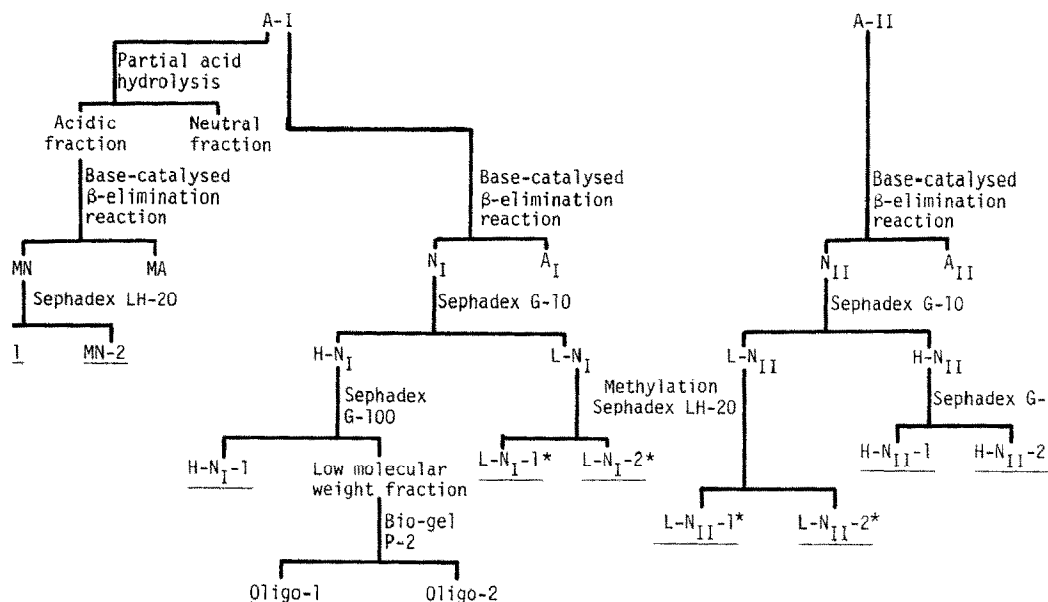 A-I
A-II
Partial acid
hydrolysis
Acidic
fraction
Neutral
fraction
Base-catalysed
β-elimination
reaction
Base-catalysed
β-elimination
reaction
Base-catalysed
β-elimination
reaction
MN
MA
N_I
A_I
N_II
A_II
Sephadex LH-20
Sephadex G-10
Sephadex G-10
1
MN-2
H-N_I
L-N_I
L-N_II
H-N_II
Sephadex
G-100
Methylation
Sephadex LH-20
Sephadex G-
H-N_I-1
Low molecular
weight fraction
L-N_I-1*
L-N_I-2*
H-N_II-1
H-N_II-2
Bio-gel
P-2
L-N_II-1*
L-N_II-2*
Oligo-1
Oligo-2